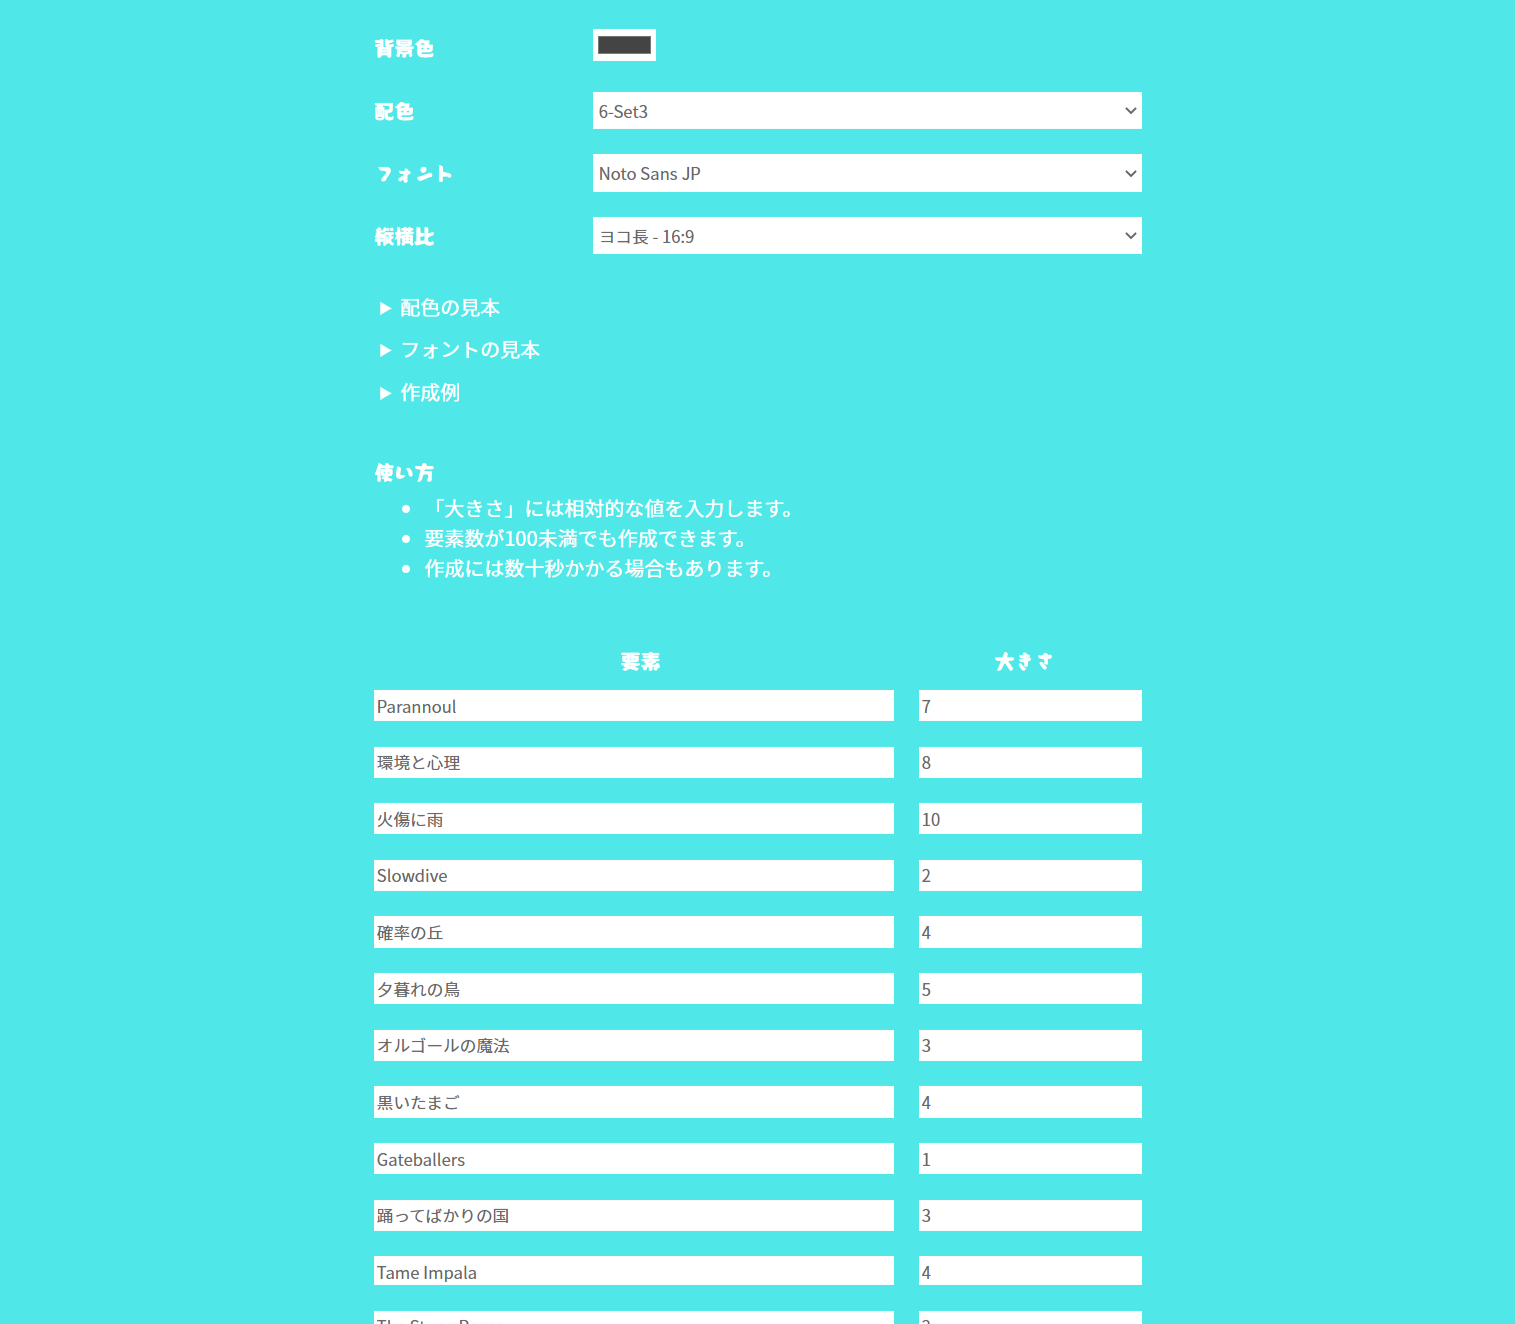 背景色
配色 6-Set3
フォント Noto Sans JP
縦横比 ヨコ長 - 16:9
▶ 配色の見本
▶ フォントの見本
▶ 作成例
使い方
• 「大きさ」には相対的な値を入力します。
• 要素数が100未満でも作成できます。
• 作成には数十秒かかる場合もあります。
要素 大きさ
Parannoul 7
環境と心理 8
火傷に雨 10
Slowdive 2
確率の丘 4
夕暮れの鳥 5
オルゴールの魔法 3
黒いたまご 4
Gateballers 1
踊ってばかりの国 3
Tame Impala 4